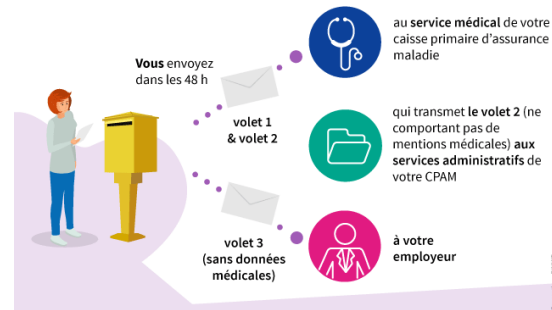 Vous envoyez
dans les 48 h
volet 1
& volet 2
au service médical de votre
caisse primaire d'assurance
maladie
qui transmet le volet 2 (ne
comportant pas de
mentions médicales) aux
services administratifs de
votre CPAM
volet 3
(sans données
médicales)
à votre
employeur